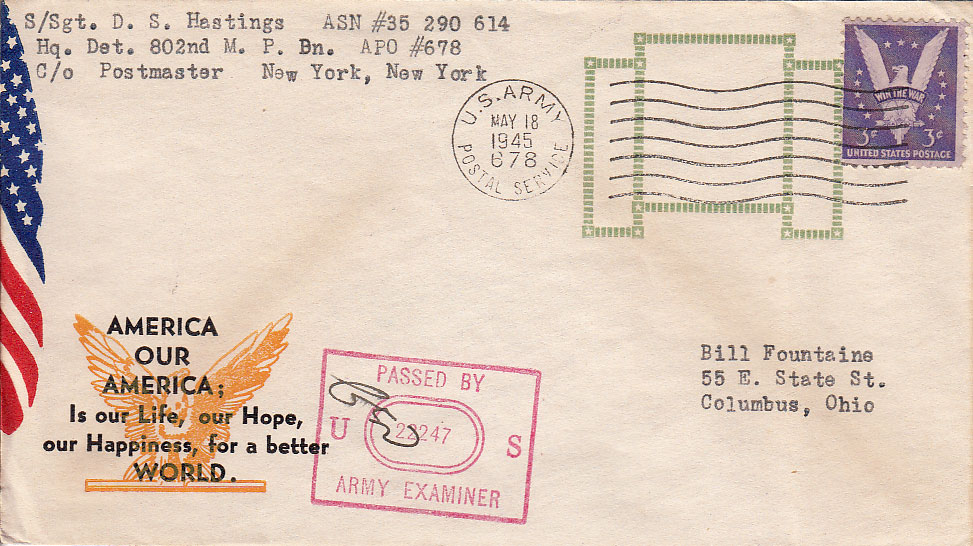 S/Sgt. D. S. Hastings ASN #35 290 614
Hq. Det. 802nd M. P. Bn. APO #678
C/o Postmaster New York, New York
U.S. ARMY
MAY 18
1945
678
POSTAL SERVICE
WIN THE WAR
3¢ 3¢
UNITED STATES POSTAGE
AMERICA
OUR
AMERICA;
Is our Life, our Hope,
our Happiness, for a better
WORLD.
PASSED BY
U 22247 S
ARMY EXAMINER
Bill Fountaine
55 E. State St.
Columbus, Ohio